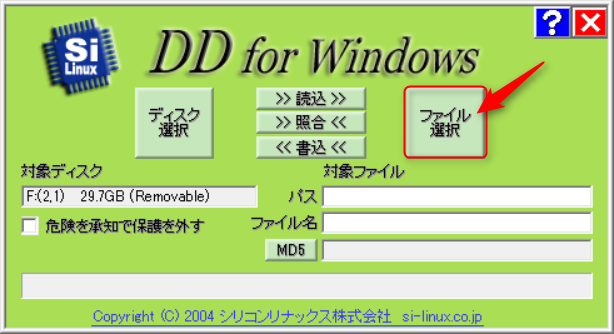 Si
Linux
DD for Windows
?
X
ディスク
選択
>> 読込 >>
>> 照合 <<
<< 書込 <<
ファイル
選択
対象ディスク
対象ファイル
F:(2,1) 29.7GB (Removable)
パス
危険を承知で保護を外す
ファイル名
MD5
Copyright (C) 2004 シリコンリナックス株式会社 si-linux.co.jp